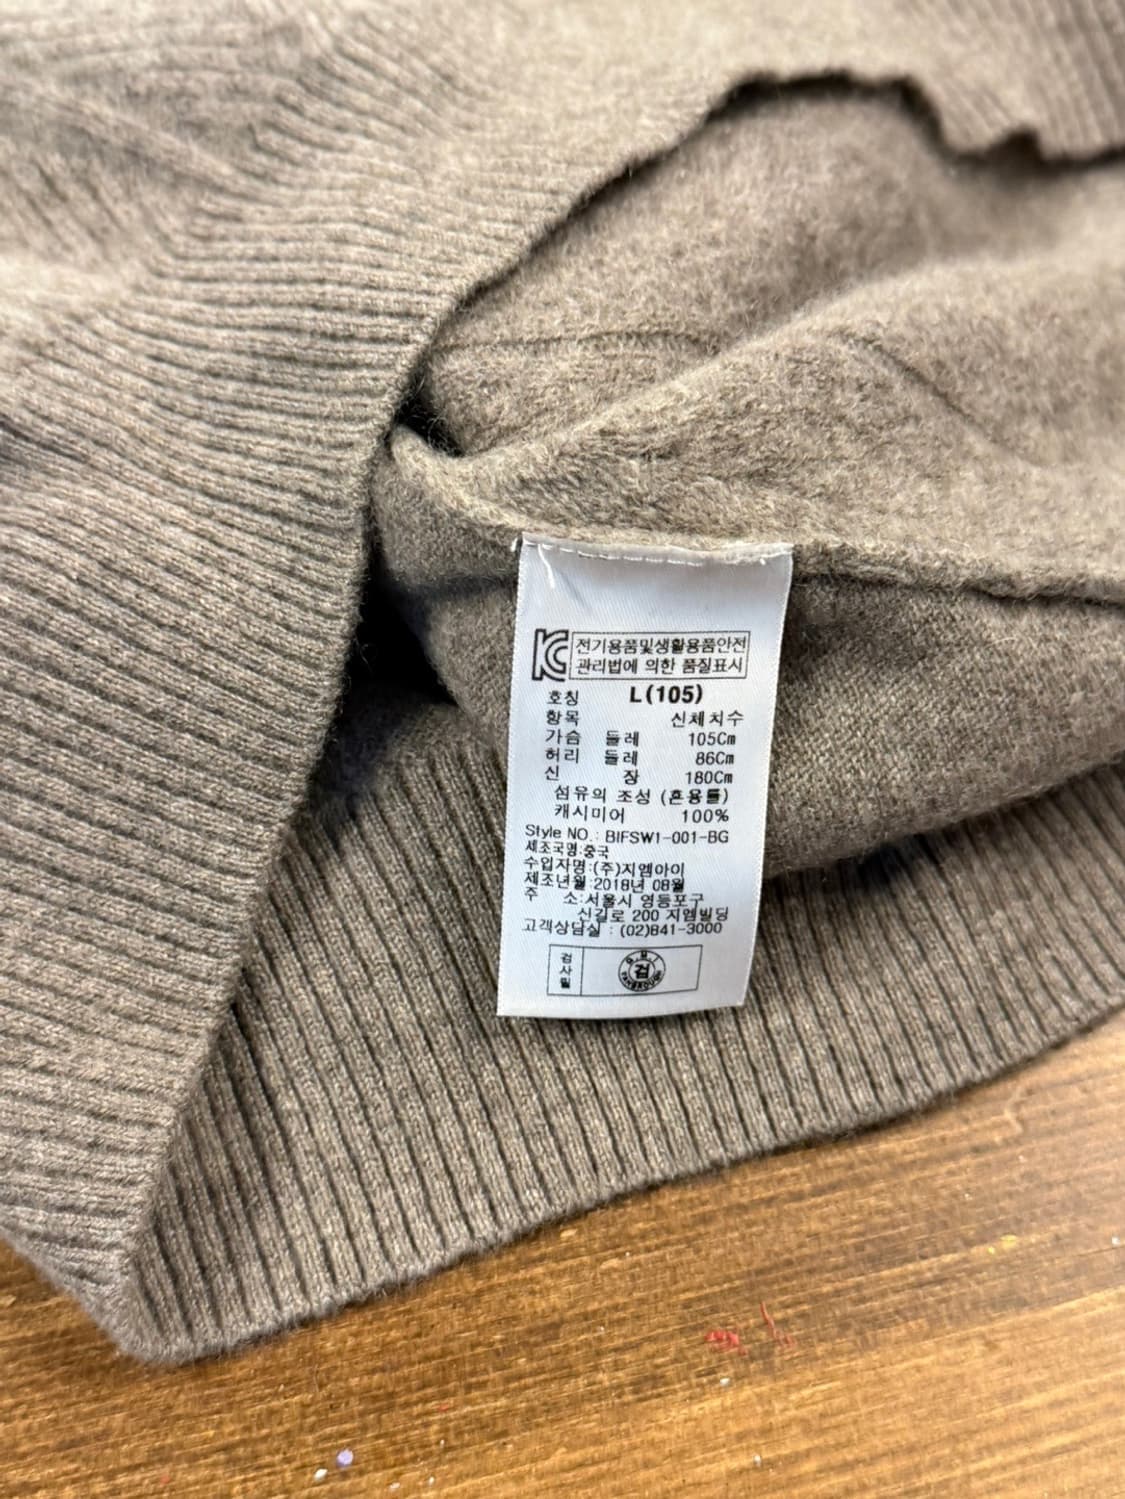 전기용품및생활용품안전
관리법에 의한 품질표시
호칭 L(105)
항목 신체치수
가슴 둘레 105Cm
허리 둘레 86Cm
신 장 180Cm
섬유의 조성 (혼용률)
캐시미어 100%
Style NO.: BIFSW1-001-BG
제조국명:중국
수입자명:(주)지엠아이
제조년월:2018년 08월
주 소:서울시 영등포구
신길로 200 지엠빌딩
고객상담실 : (02)841-3000
검사필
검